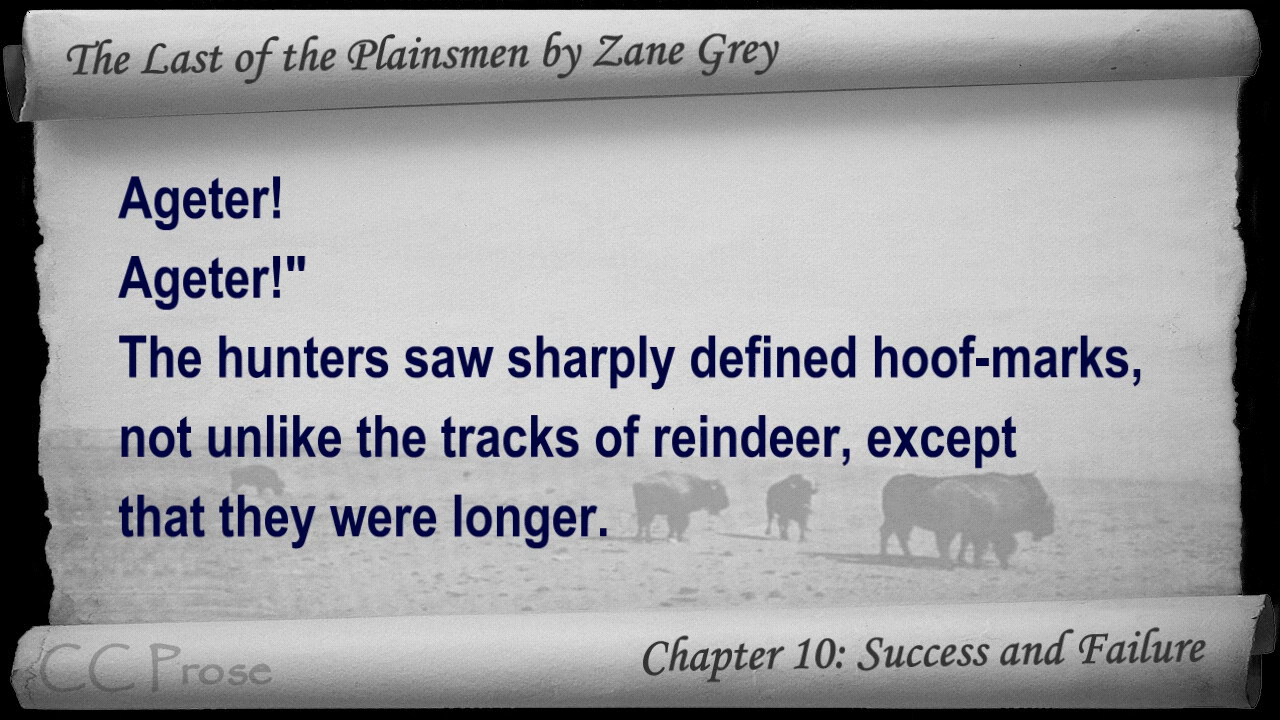 The Last of the Plainsmen by Zane Grey
Ageter!
Ageter!"
The hunters saw sharply defined hoof-marks,
not unlike the tracks of reindeer, except
that they were longer.
CC Prose
Chapter 10: Success and Failure